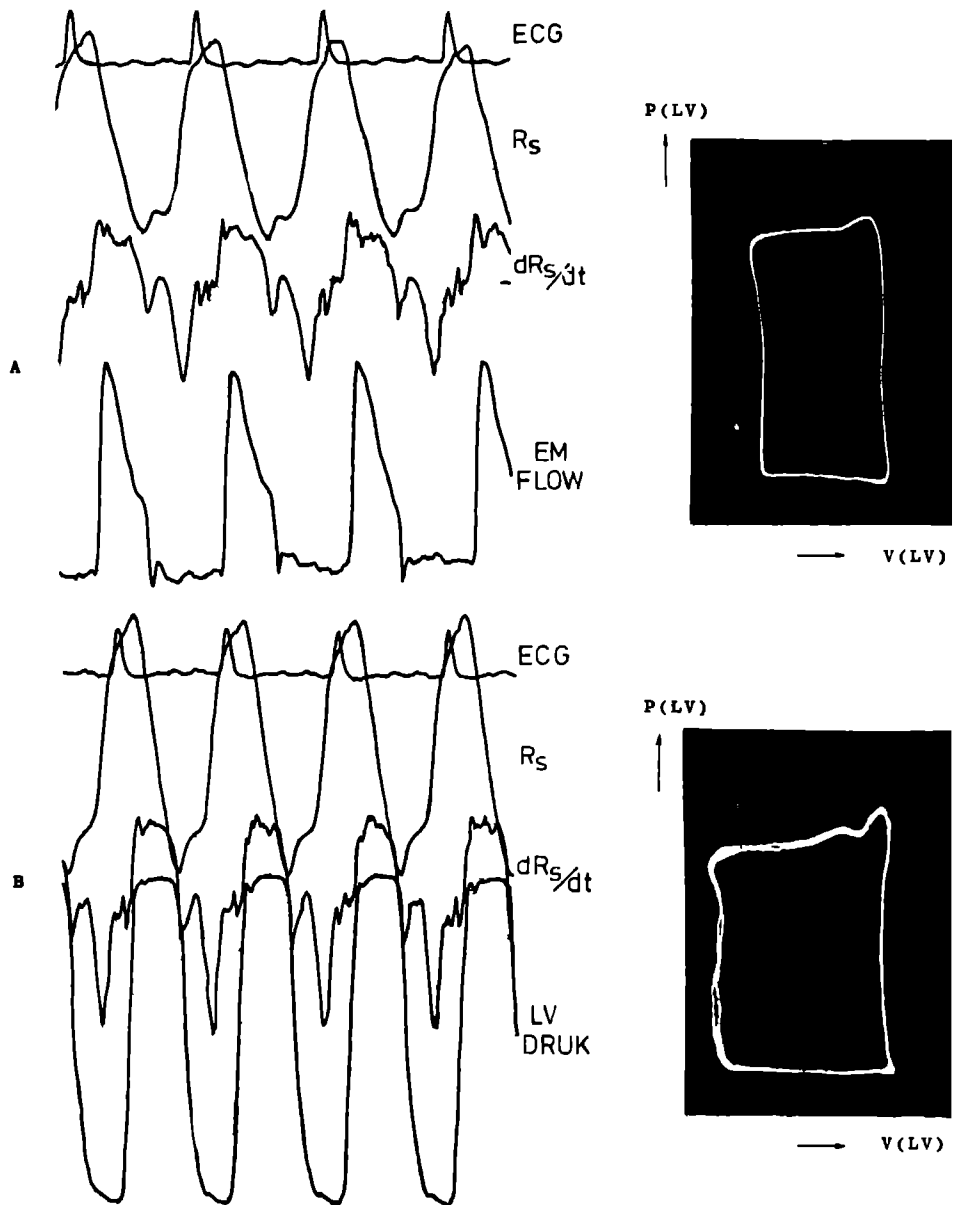 ECG
P(LV)
Rs
dRs/dt
A
EM
FLOW
V(LV)
ECG
P(LV)
Rs
dRs/dt
B
LV
DRUK
V(LV)